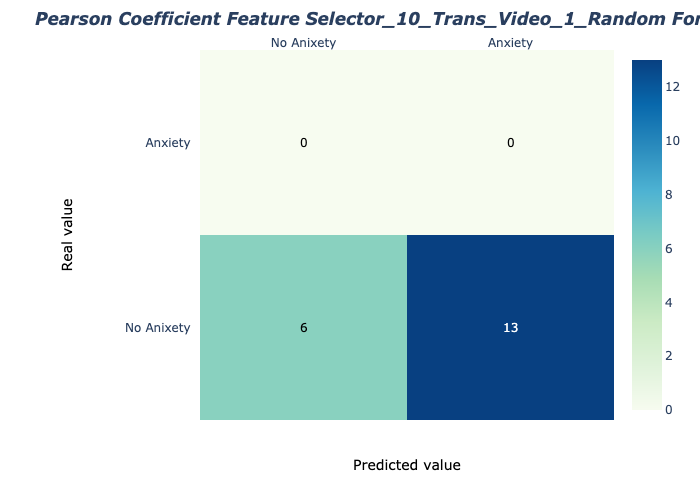 Pearson Coefficient Feature Selector_10_Trans_Video_1_Random For
No Anixety Anxiety
12
Anxiety 0 0
10
8
Real value
6
No Anixety 6 13
4
2
0
Predicted value